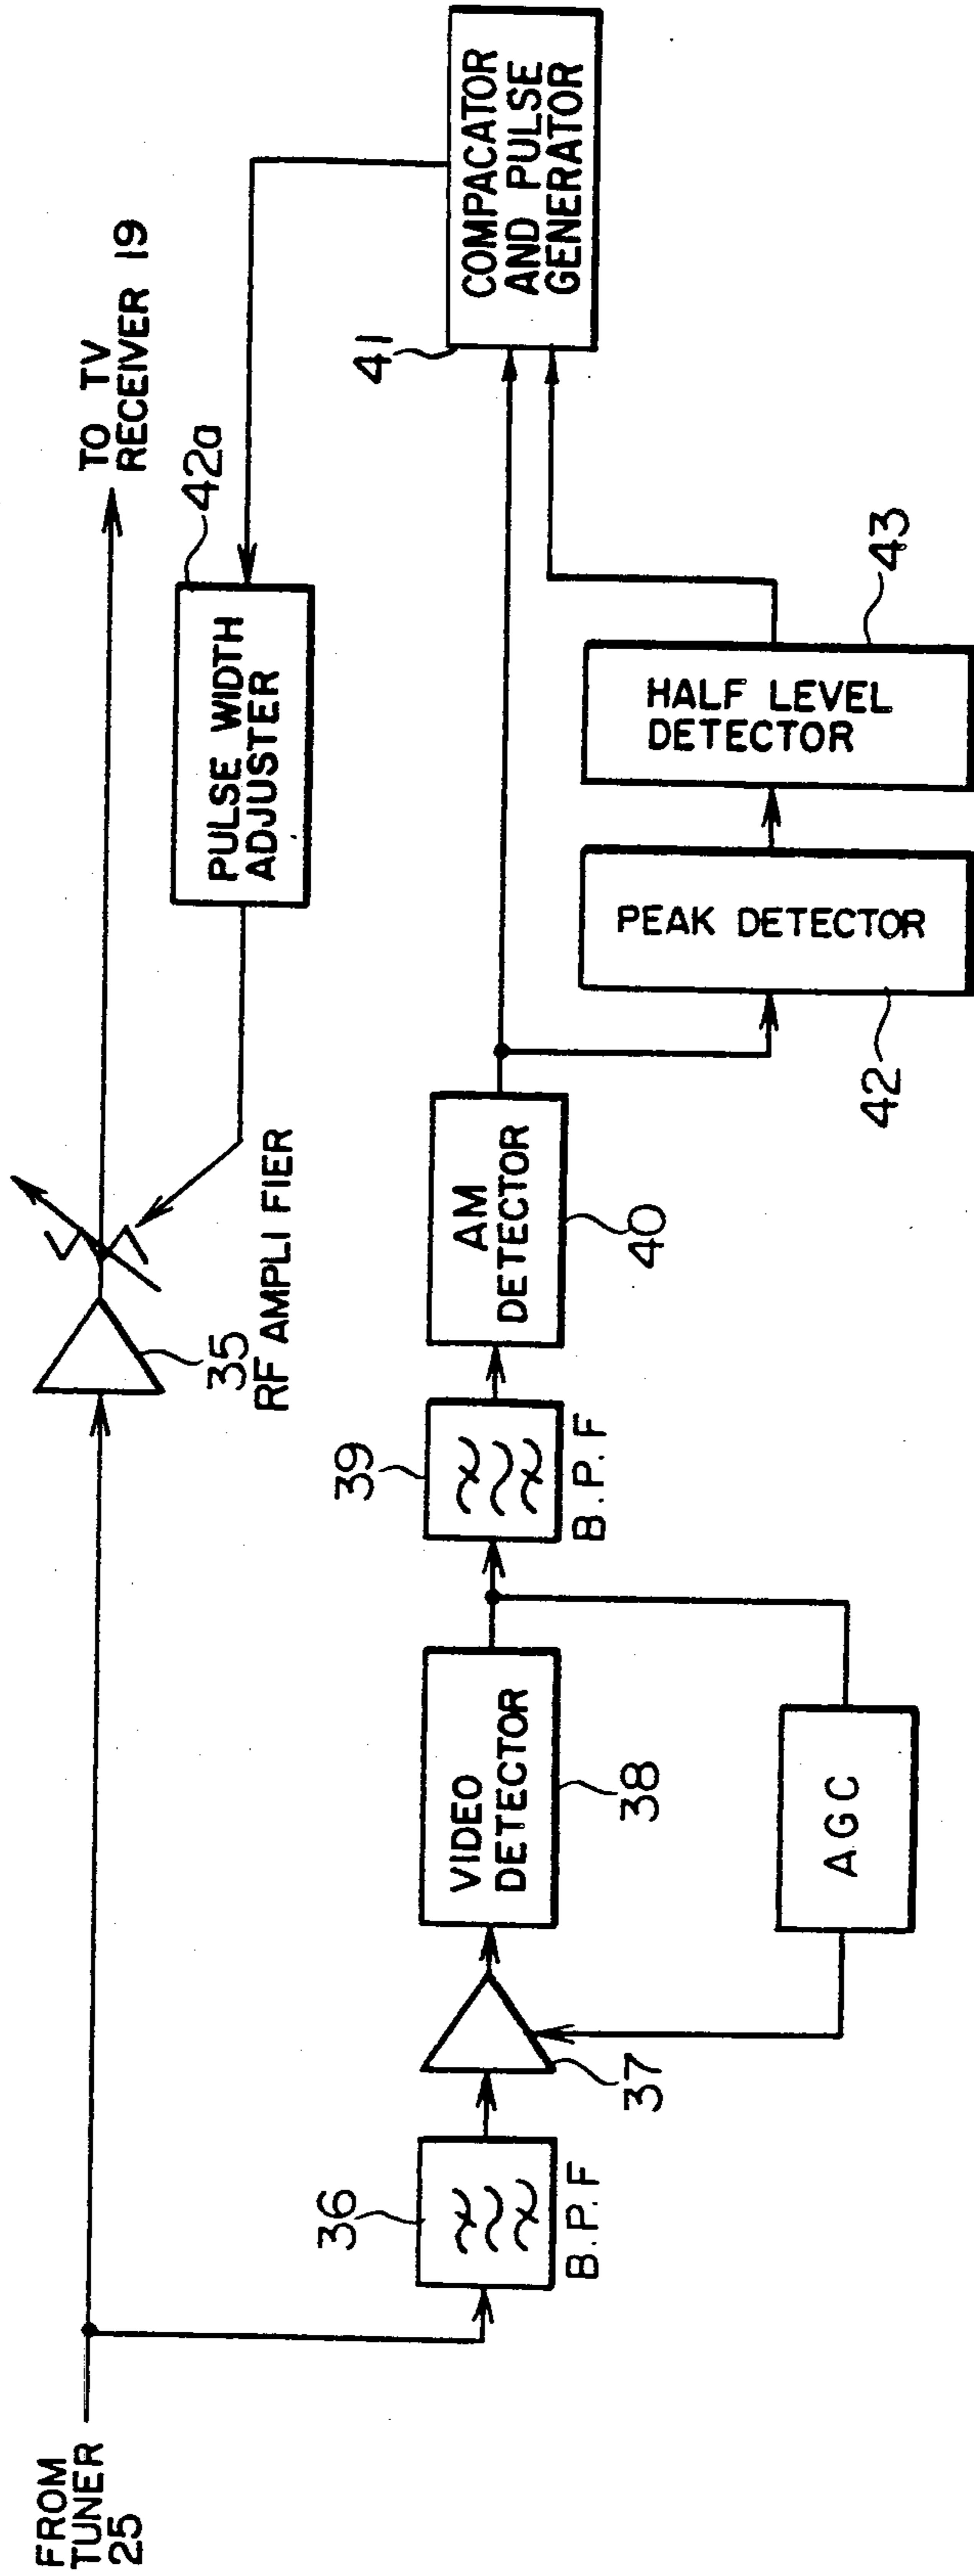 FROM
TUNER
25
TO TV
RECEIVER 19
35
RF AMPLI FIER
PULSE WIDTH
ADJUSTER
42a
36
B.P.F
37
VIDEO
DETECTOR
38
AGC
39
B.P.F
AM
DETECTOR
40
41
COMPACATOR
AND PULSE
GENERATOR
PEAK DETECTOR
42
HALF LEVEL
DETECTOR
43